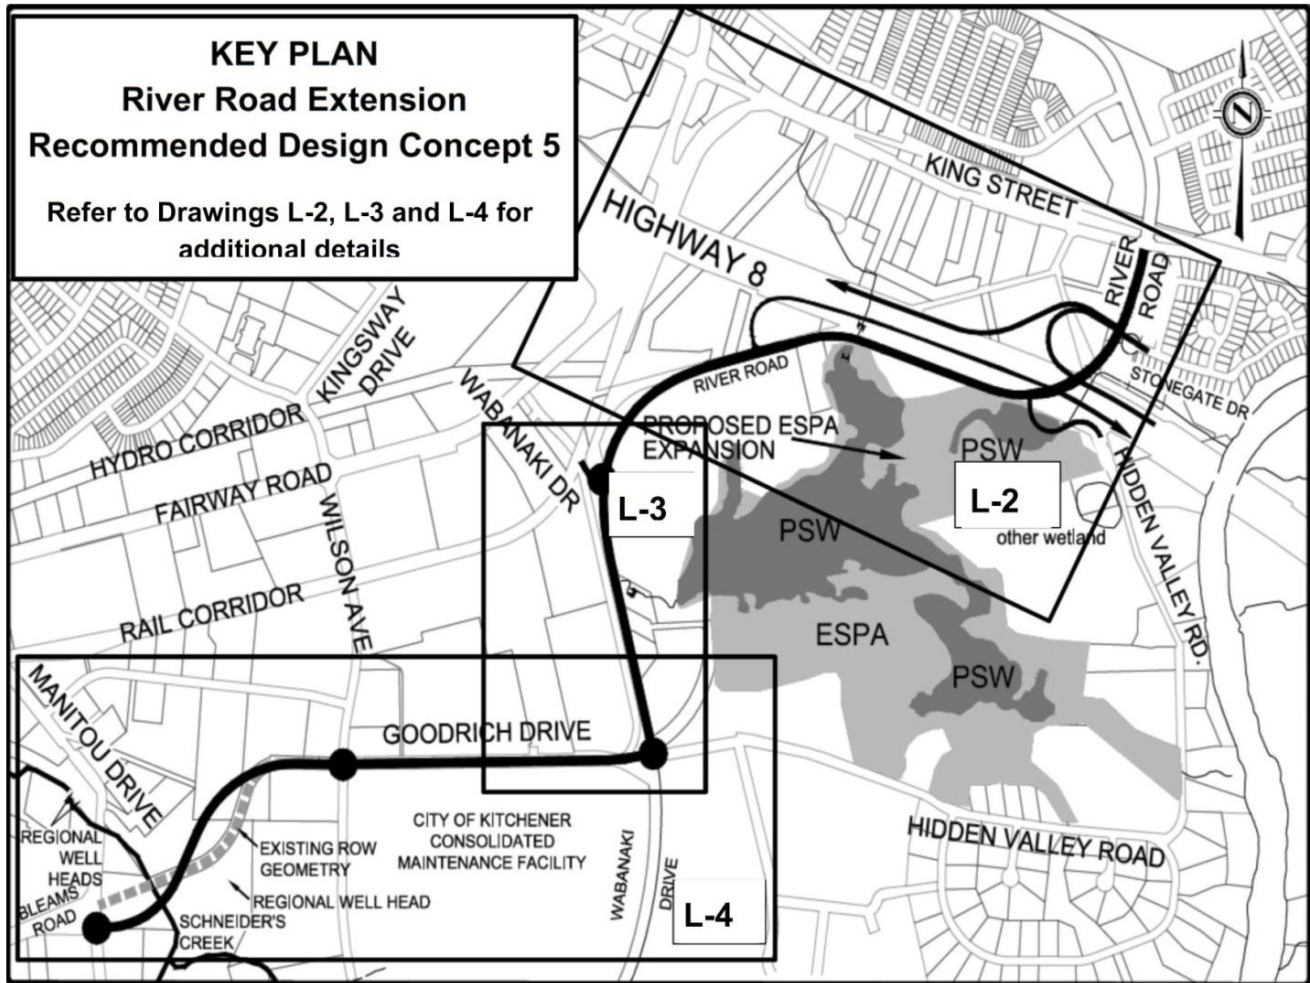 KEY PLAN
River Road Extension
Recommended Design Concept 5
Refer to Drawings L-2, L-3 and L-4 for
additional details
KING STREET
HIGHWAY 8
RIVER
ROAD
KINGSWAY
DRIVE
WABANAKI DR
RIVER ROAD
STONEGATE DR
HYDRO CORRIDOR
PROPOSED ESPA
EXPANSION
PSW
FAIRWAY ROAD
L-3
L-2
PSW
other wetland
HIDDEN VALLEY RD.
WILSON AVE
RAIL CORRIDOR
ESPA
PSW
MANITOU DRIVE
GOODRICH DRIVE
REGIONAL
WELL
HEADS
EXISTING ROW
GEOMETRY
CITY OF KITCHENER
CONSOLIDATED
MAINTENANCE FACILITY
HIDDEN VALLEY ROAD
BLEAMS
ROAD
REGIONAL WELL HEAD
SCHNEIDER'S
CREEK
WABANAKI
DRIVE
L-4